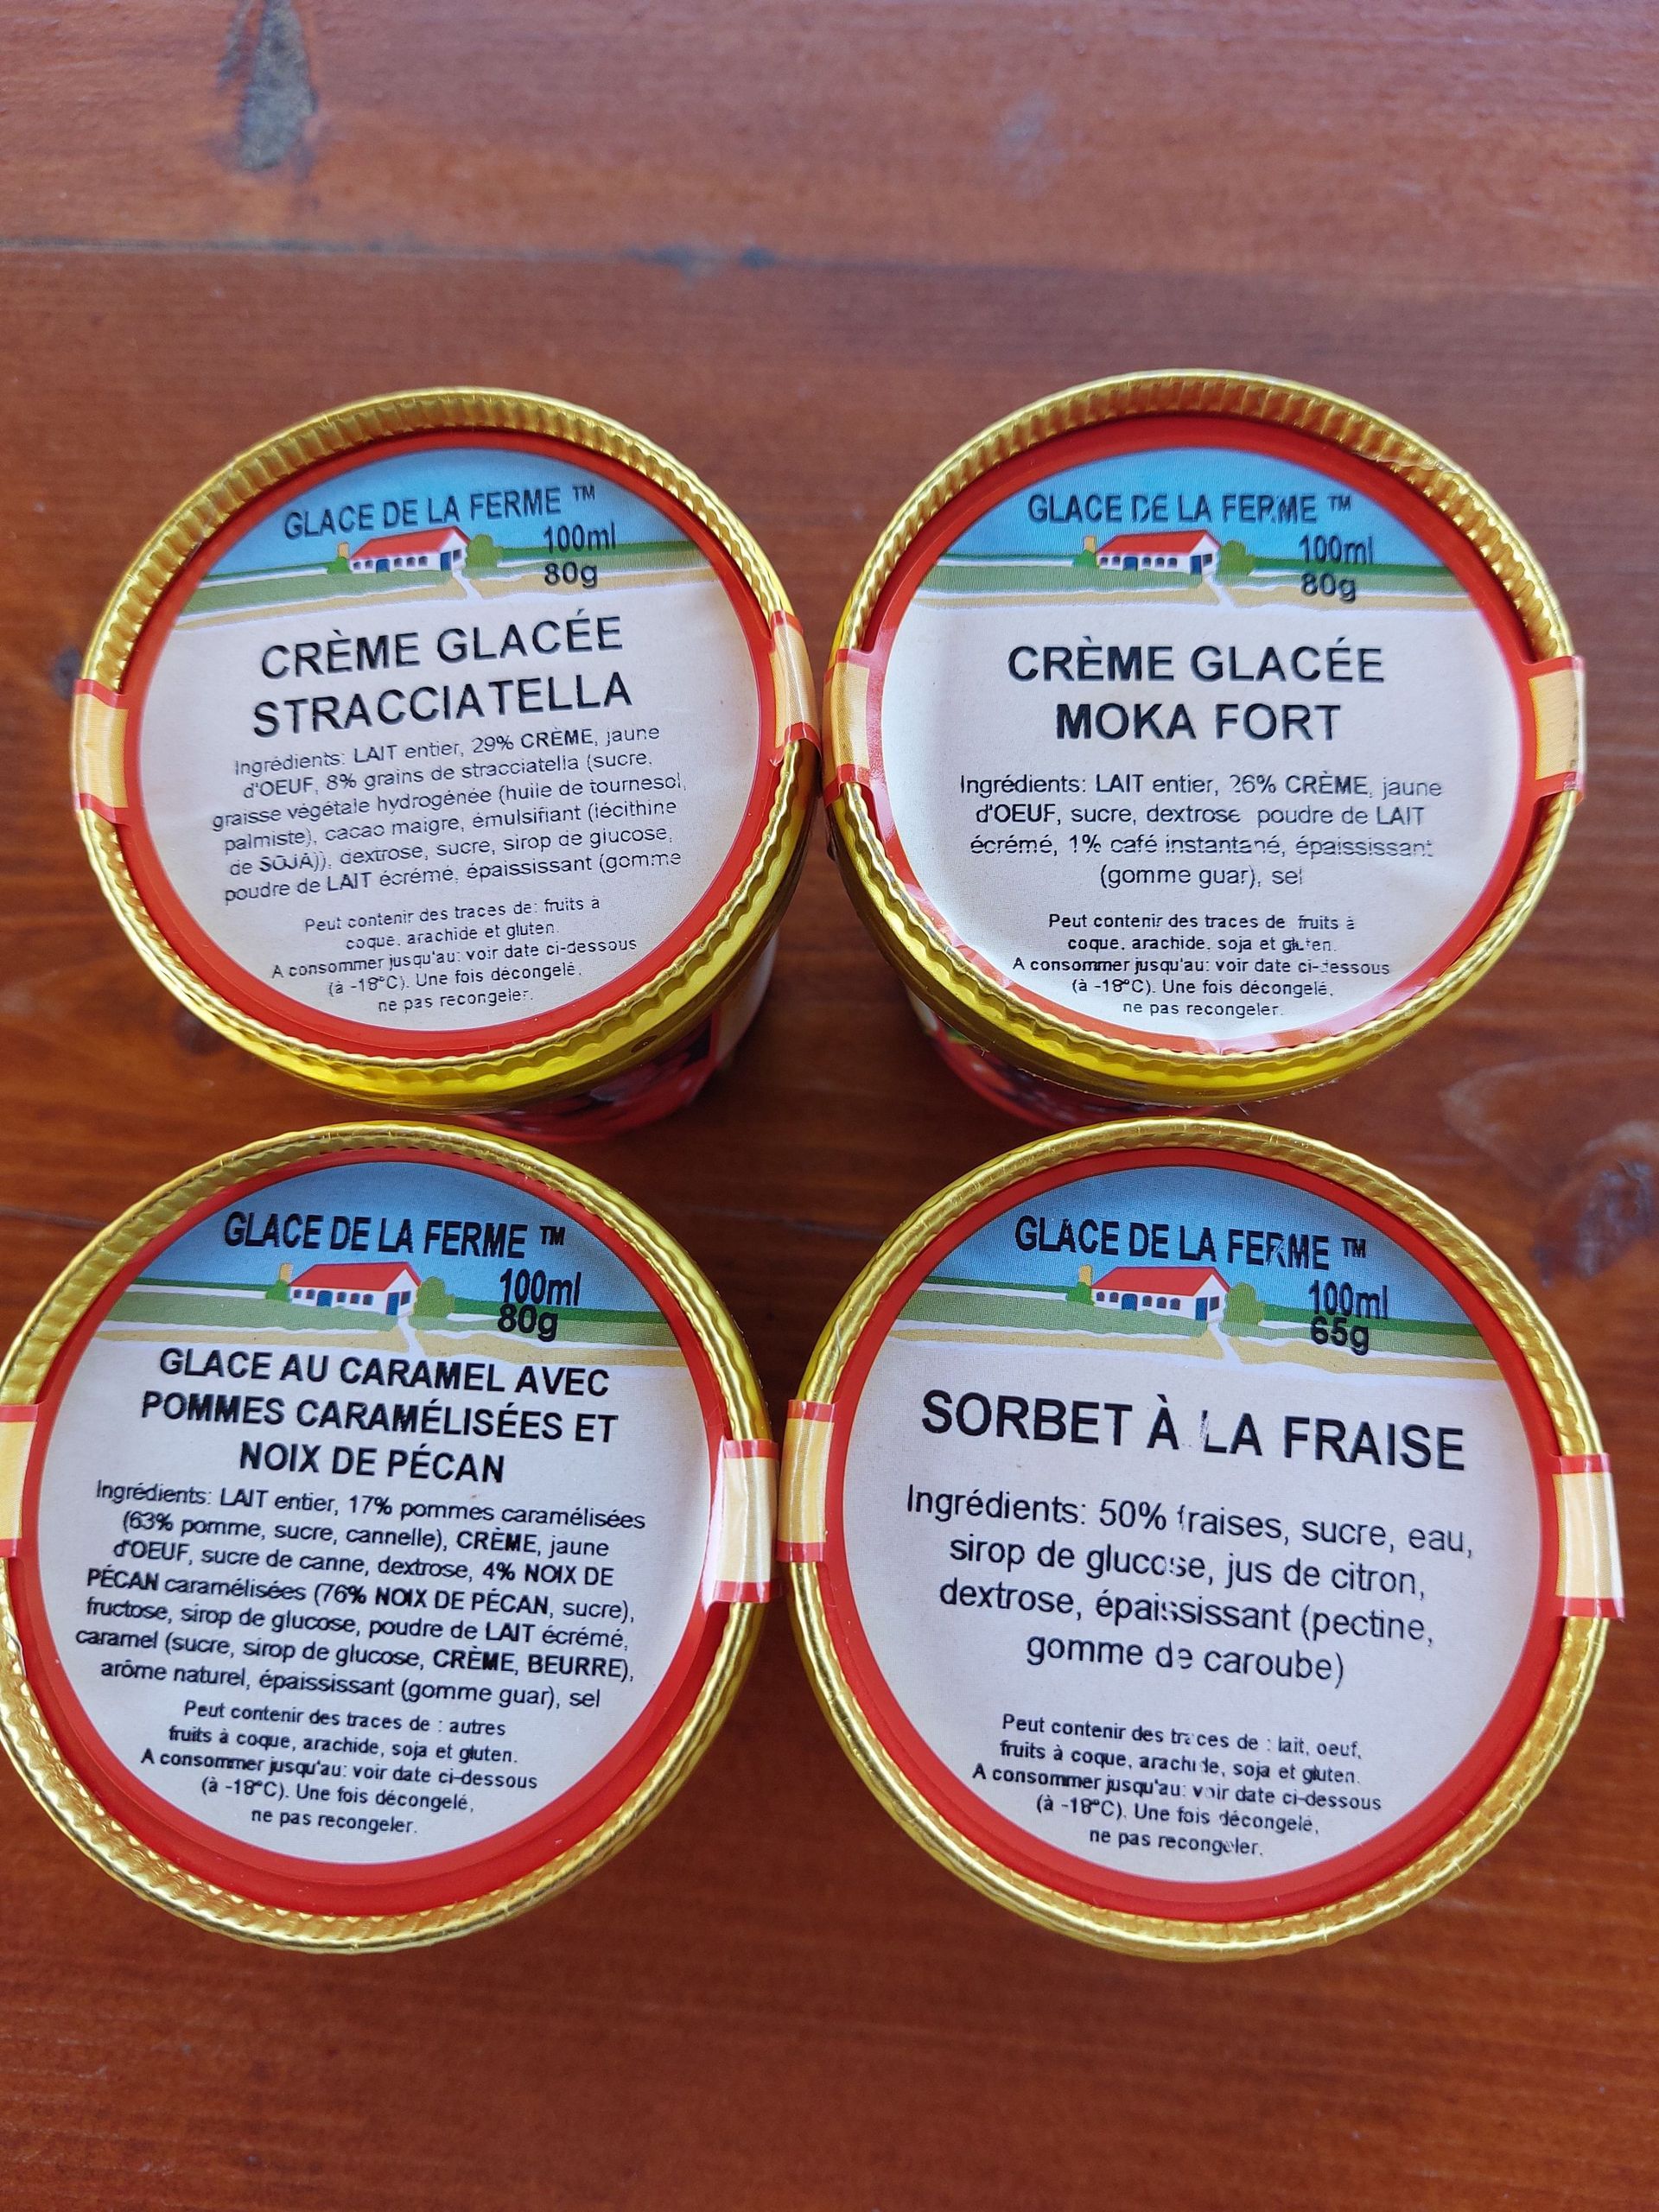 GLACE DE LA FERME ™
100ml
80g
CRÈME GLACÉE
STRACCIATELLA
Ingrédients: LAIT entier, 29% CRÈME, jaune
d'OEUF, 8% grains de stracciatella (sucre,
graisse végétale hydrogénée (huile de tournesol,
palmiste), cacao maigre, émulsifiant (lécithine
de SOJA)), dextrose, sucre, sirop de glucose,
poudre de LAIT écrémé, épaississant (gomme
Peut contenir des traces de: fruits à
coque, arachide et gluten.
A consommer jusqu'au: voir date ci-dessous
(à -18°C). Une fois décongelé,
ne pas recongeler.
GLACE DE LA FERME ™
100ml
80g
CRÈME GLACÉE
MOKA FORT
Ingrédients: LAIT entier, 26% CRÈME, jaune
d'OEUF, sucre, dextrose poudre de LAIT
écrémé, 1% café instantané, épaississant
(gomme guar), sel
Peut contenir des traces de fruits à
coque, arachide, soja et gluten.
A consommer jusqu'au: voir date ci-dessous
(à -18°C). Une fois décongelé,
ne pas recongeler.
GLACE DE LA FERME ™
100ml
80g
GLACE AU CARAMEL AVEC
POMMES CARAMÉLISÉES ET
NOIX DE PÉCAN
Ingrédients: LAIT entier, 17% pommes caramélisées
(63% pomme, sucre, cannelle), CRÈME, jaune
d'OEUF, sucre de canne, dextrose, 4% NOIX DE
PÉCAN caramélisées (76% NOIX DE PÉCAN, sucre),
fructose, sirop de glucose, poudre de LAIT écrémé,
caramel (sucre, sirop de glucose, CRÈME, BEURRE),
arôme naturel, épaississant (gomme guar), sel
Peut contenir des traces de : autres
fruits à coque, arachide, soja et gluten.
A consommer jusqu'au: voir date ci-dessous
(à -18°C). Une fois décongelé,
ne pas recongeler.
GLACE DE LA FERME ™
100ml
65g
SORBET À LA FRAISE
Ingrédients: 50% fraises, sucre, eau,
sirop de glucose, jus de citron,
dextrose, épaississant (pectine,
gomme de caroube)
Peut contenir des traces de : lait, oeuf,
fruits à coque, arachide, soja et gluten.
A consommer jusqu'au: voir date ci-dessous
(à -18°C). Une fois décongelé,
ne pas recongeler.